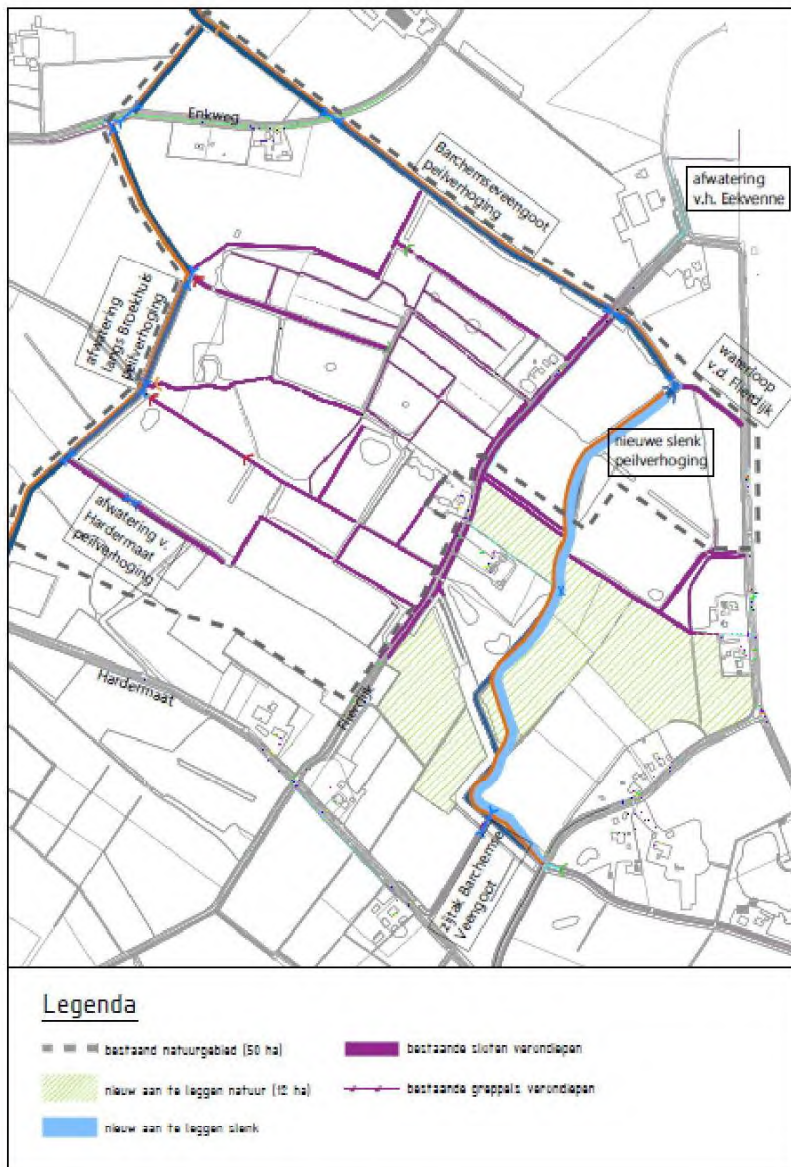 Enkweg
Barchemseveengoot
peilverhoging
afwatering
v.h. Eekvenne
afwatering
langs Broekhuis
peilverhoging
waterloop
v.d. Flierdijk
nieuwe slenk
peilverhoging
afwatering v.
Hardermaat
peilverhoging
Hardermaat
Flierdijk
zijtak Barchemse
Veengoot
Legenda
bestaand natuurgebied (50 ha)
bestaande sloten verondiepen
nieuw aan te leggen natuur (12 ha)
bestaande greppels verondiepen
nieuw aan te leggen slenk